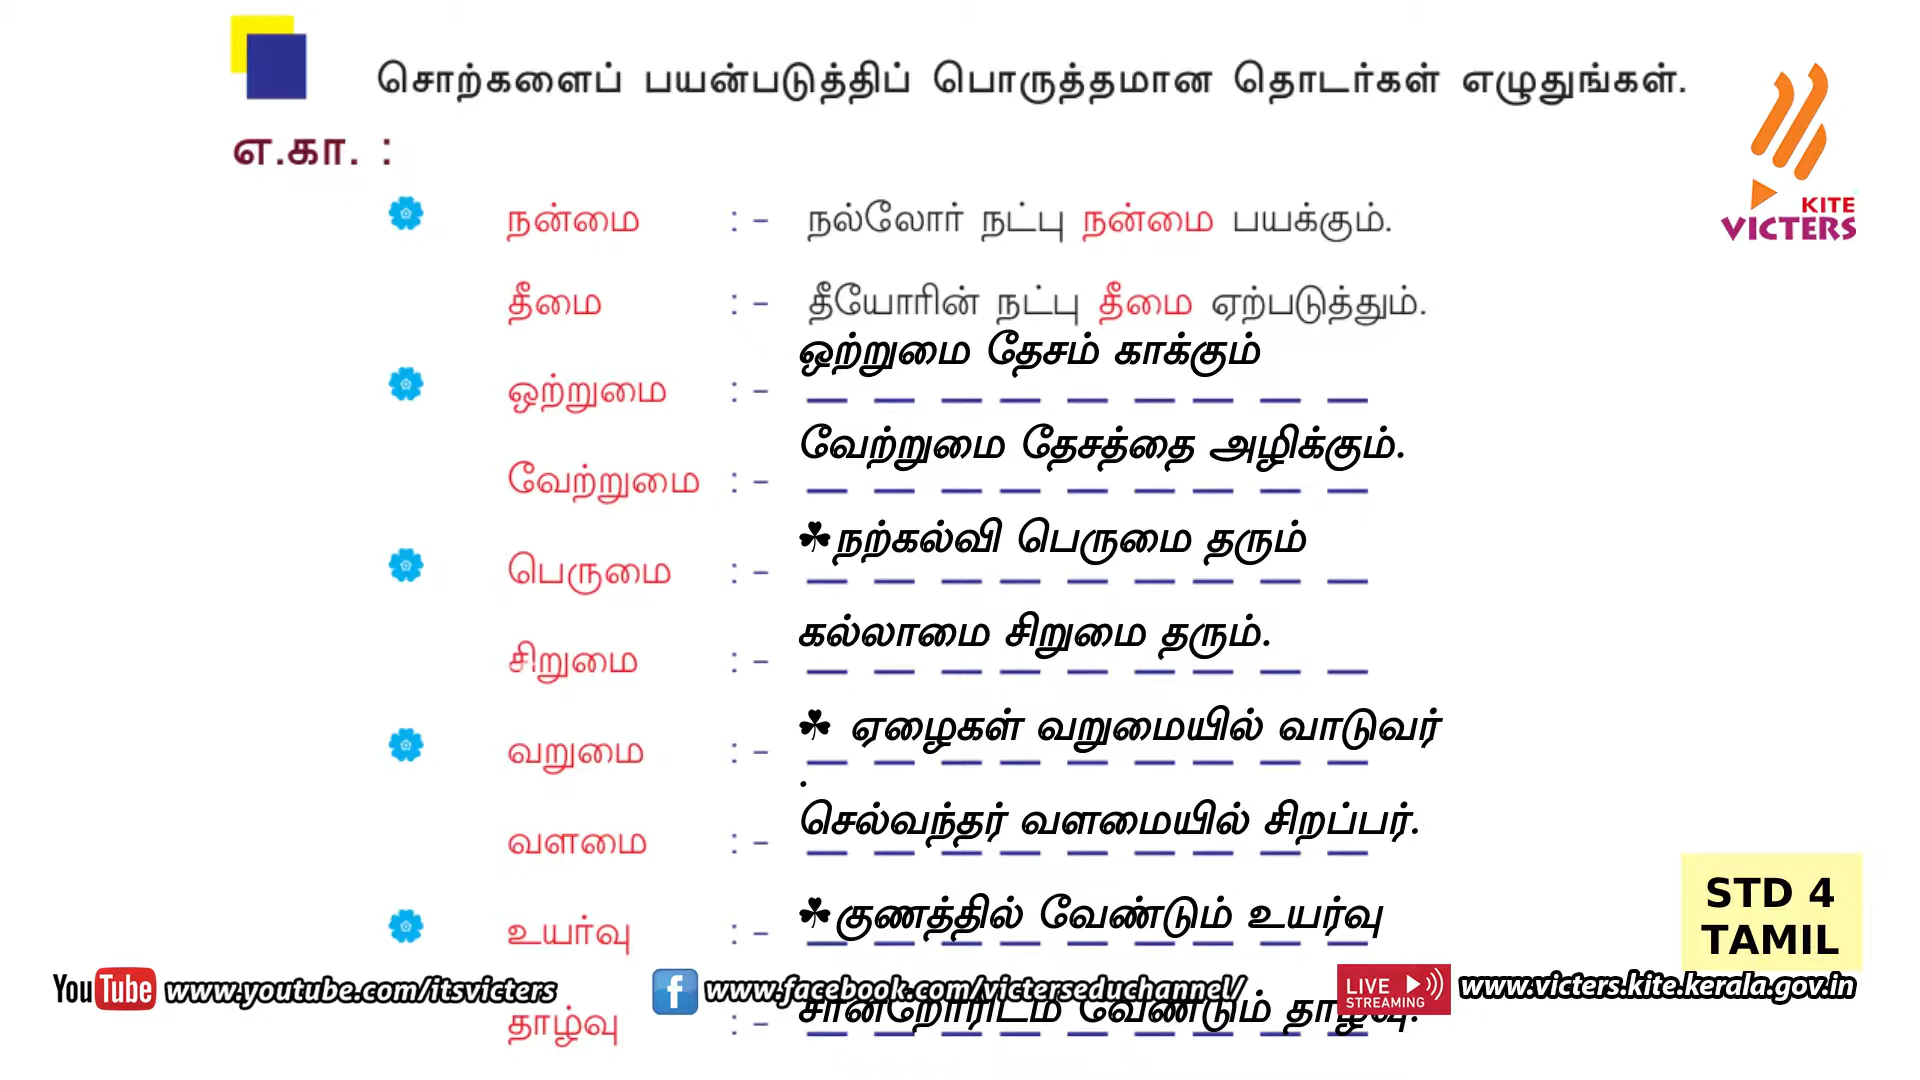 சொற்களைப் பயன்படுத்திப் பொருத்தமான தொடர்கள் எழுதுங்கள்.
எ.கா. :
KITE
VICTERS
நன்மை :- நல்லோர் நட்பு நன்மை பயக்கும்.
தீமை :- தீயோரின் நட்பு தீமை ஏற்படுத்தும்.
ஒற்றுமை தேசம் காக்கும்
ஒற்றுமை :-
வேற்றுமை தேசத்தை அழிக்கும்.
வேற்றுமை :-
☘நற்கல்வி பெருமை தரும்
பெருமை :-
கல்லாமை சிறுமை தரும்.
சிறுமை :-
☘ ஏழைகள் வறுமையில் வாடுவர்
வறுமை :-
.
செல்வந்தர் வளமையில் சிறப்பர்.
வளமை :-
☘குணத்தில் வேண்டும் உயர்வு
உயர்வு :-
STD 4
TAMIL
YouTube www.youtube.com/itsvicters
f www.facebook.com/victerseduchannel/
LIVE STREAMING www.victers.kite.kerala.gov.in
சான்றோரிடம் வேண்டும் தாழ்வு.
தாழ்வு :-